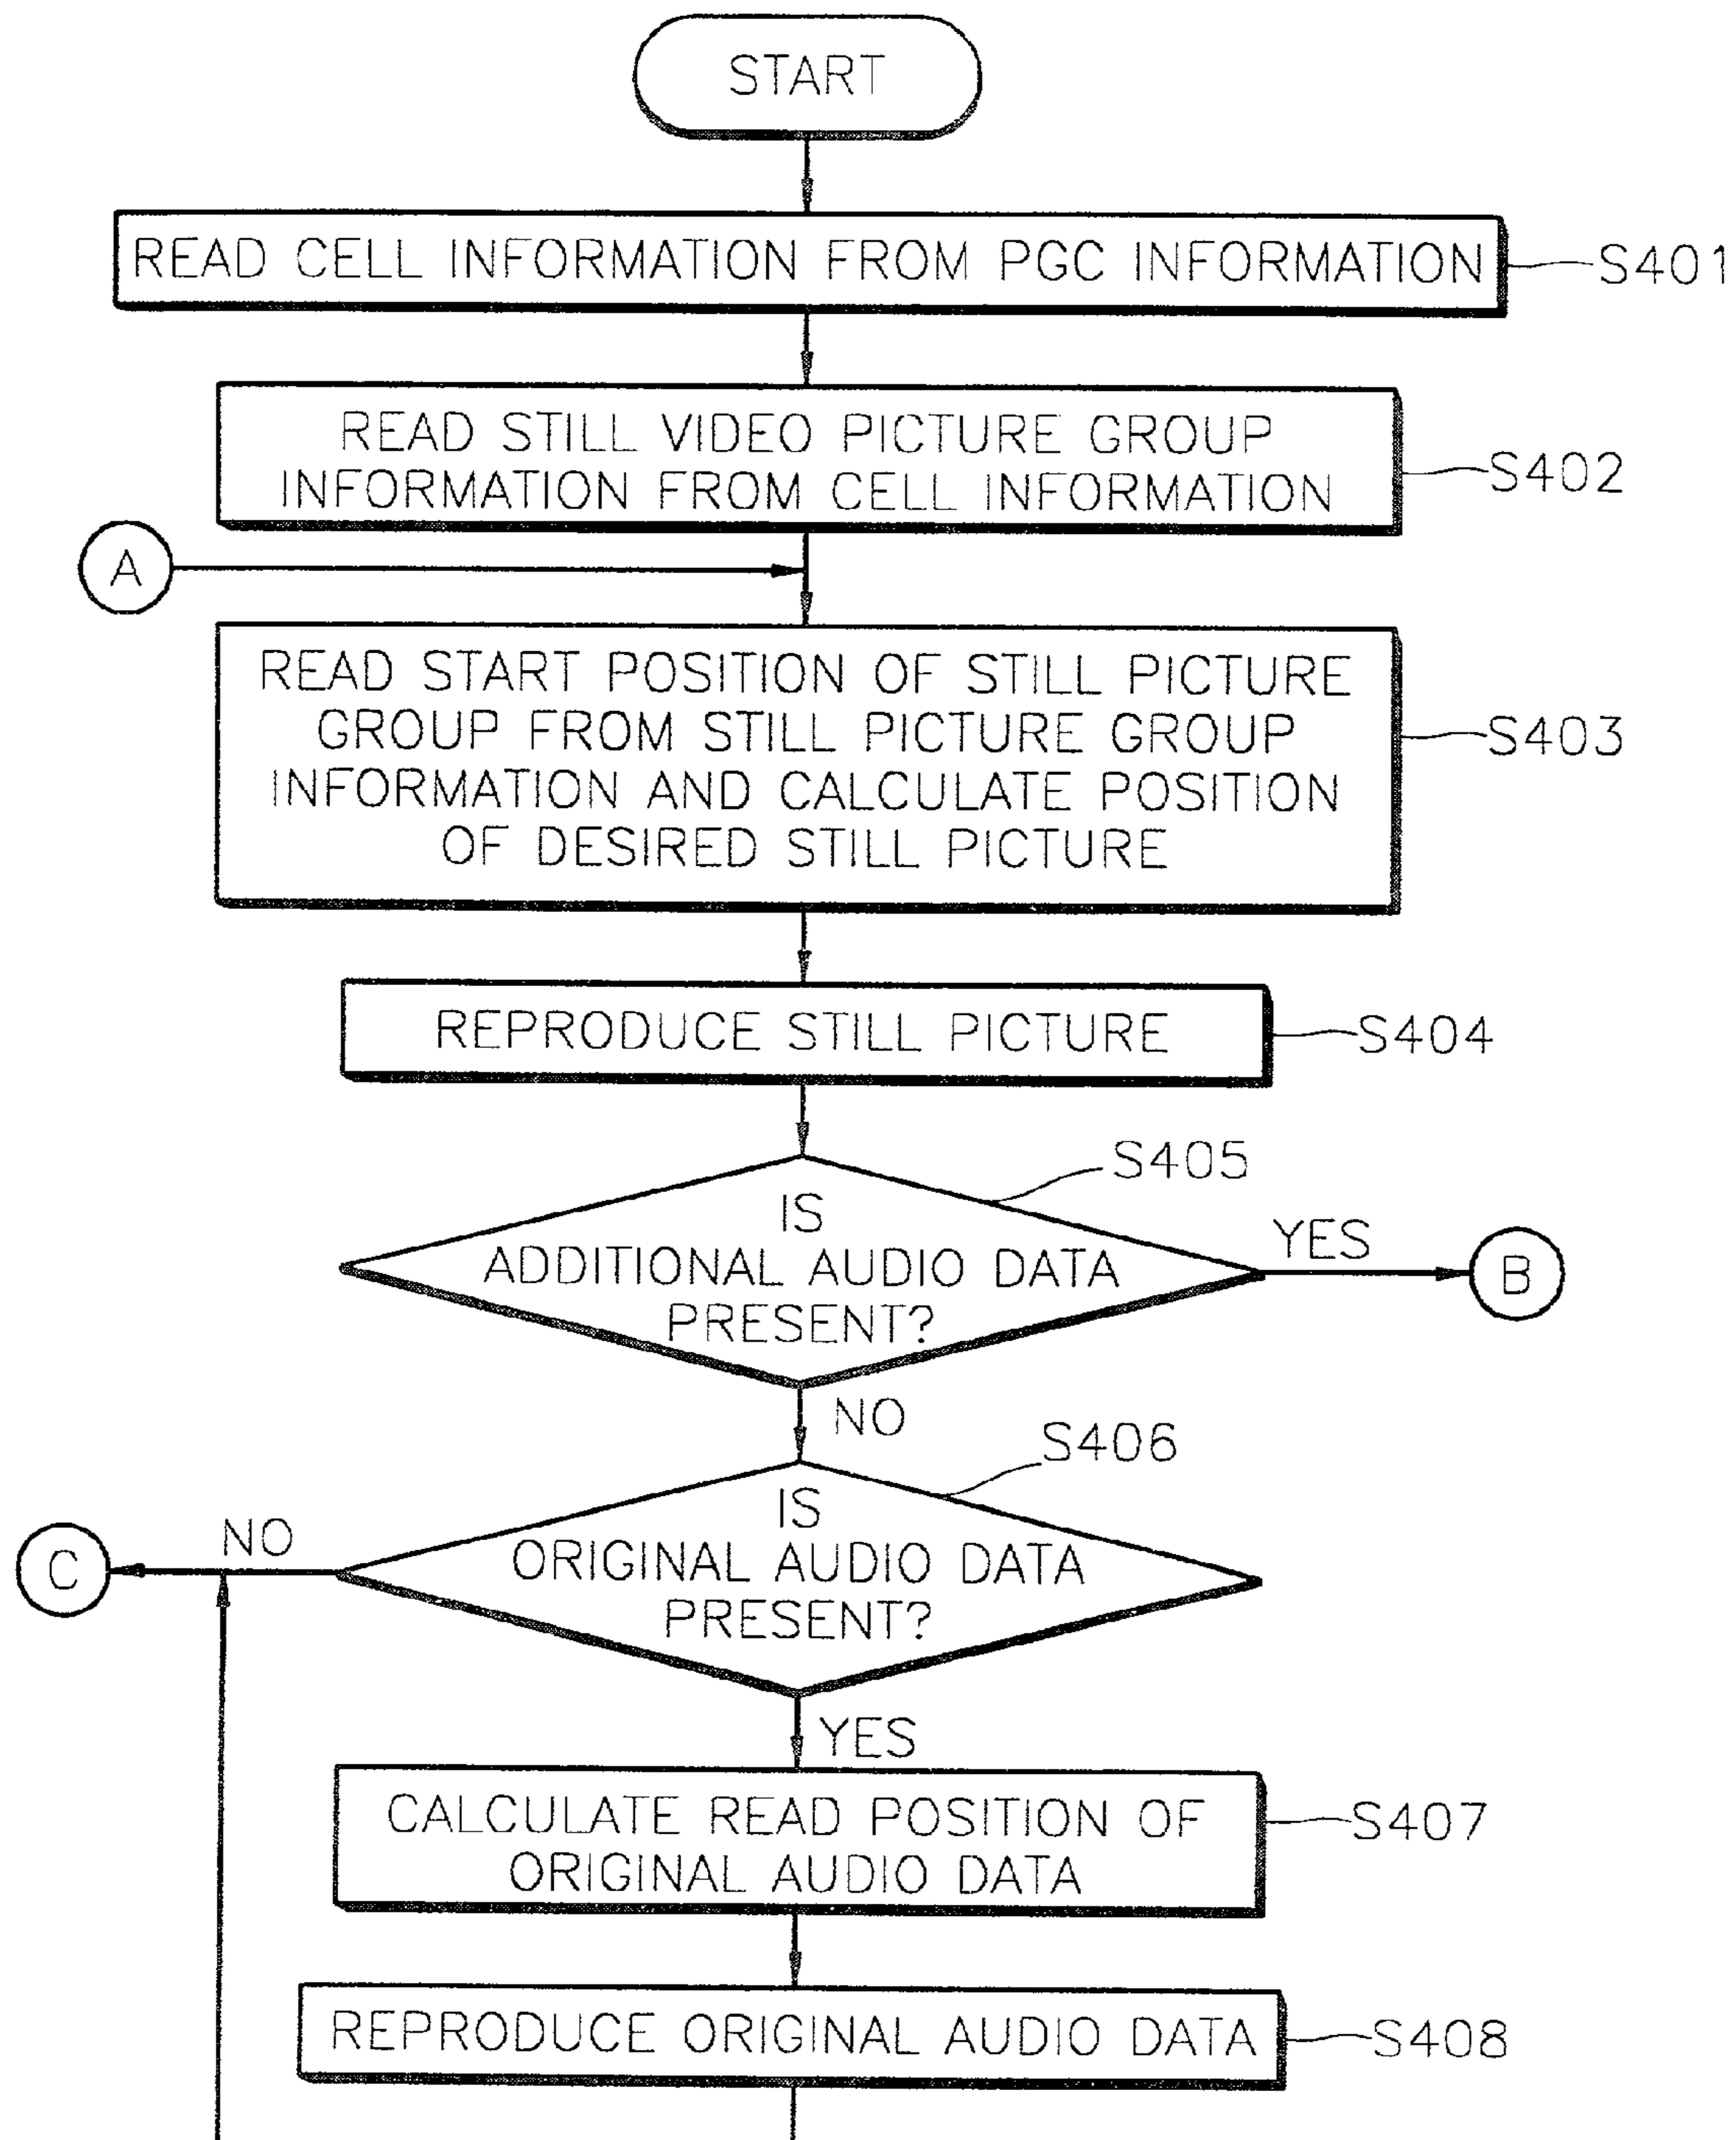 START
READ CELL INFORMATION FROM PGC INFORMATION
S401
READ STILL VIDEO PICTURE GROUP
INFORMATION FROM CELL INFORMATION
S402
A
READ START POSITION OF STILL PICTURE
GROUP FROM STILL PICTURE GROUP
INFORMATION AND CALCULATE POSITION
OF DESIRED STILL PICTURE
S403
REPRODUCE STILL PICTURE
S404
S405
IS
ADDITIONAL AUDIO DATA
PRESENT?
YES
B
NO
S406
IS
ORIGINAL AUDIO DATA
PRESENT?
NO
C
YES
CALCULATE READ POSITION OF
ORIGINAL AUDIO DATA
S407
REPRODUCE ORIGINAL AUDIO DATA
S408